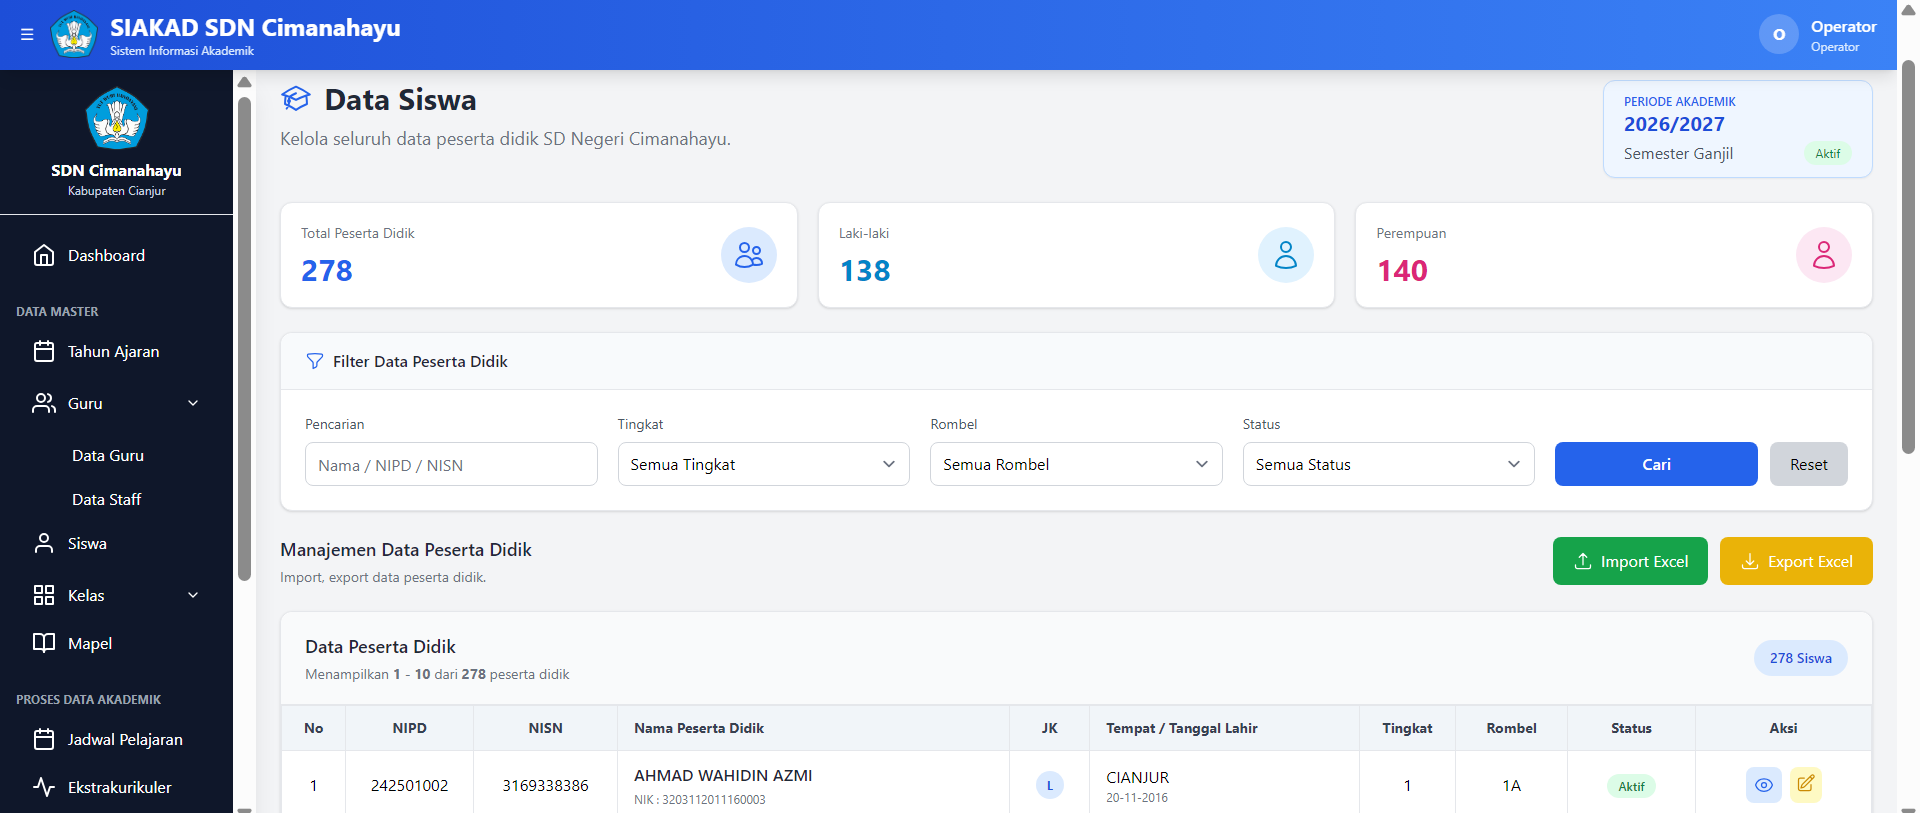 SIAKAD SDN Cimanahayu
Sistem Informasi Akademik
O
Operator
Operator
SDN Cimanahayu
Kabupaten Cianjur
Dashboard
DATA MASTER
Tahun Ajaran
Guru
Data Guru
Data Staff
Siswa
Kelas
Mapel
PROSES DATA AKADEMIK
Jadwal Pelajaran
Ekstrakurikuler
Data Siswa
Kelola seluruh data peserta didik SD Negeri Cimanahayu.
PERIODE AKADEMIK
2026/2027
Semester Ganjil
Aktif
Total Peserta Didik
278
Laki-laki
138
Perempuan
140
Filter Data Peserta Didik
Pencarian
Tingkat
Rombel
Status
Nama / NIPD / NISN
Semua Tingkat
Semua Rombel
Semua Status
Cari
Reset
Manajemen Data Peserta Didik
Import, export data peserta didik.
Import Excel
Export Excel
Data Peserta Didik
Menampilkan 1 - 10 dari 278 peserta didik
278 Siswa
No NIPD NISN Nama Peserta Didik JK Tempat / Tanggal Lahir Tingkat Rombel Status Aksi
1 242501002 3169338386 AHMAD WAHIDIN AZMI L CIANJUR 1 1A Aktif
NIK : 3203112011160003 20-11-2016